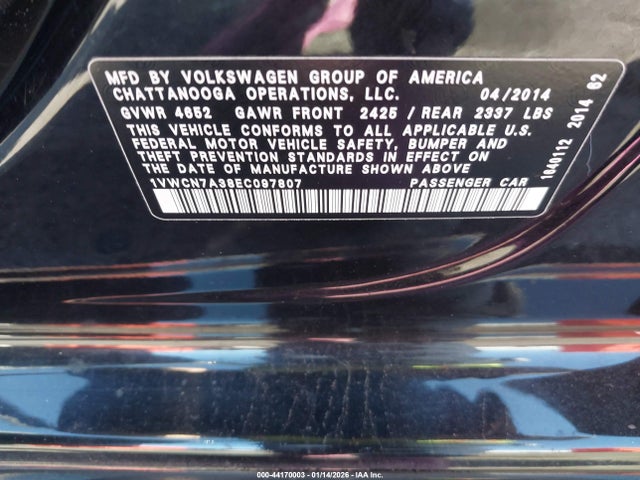 MFD BY VOLKSWAGEN GROUP OF AMERICA
CHATTANOOGA OPERATIONS, LLC. 04/2014
GVWR 4652 GAWR FRONT 2425 / REAR 2337 LBS
THIS VEHICLE CONFORMS TO ALL APPLICABLE U.S.
FEDERAL MOTOR VEHICLE SAFETY, BUMPER AND
THEFT PREVENTION STANDARDS IN EFFECT ON
THE DATE OF MANUFACTURE SHOWN ABOVE
1VWCN7A38EC097807 PASSENGER CAR
1640112 2014 62
000-44170003 - 01/14/2026 - IAA Inc.